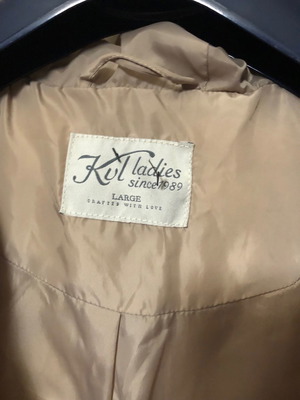 Kvl ladies
since 1989
LARGE
CRAFTED WITH LOVE